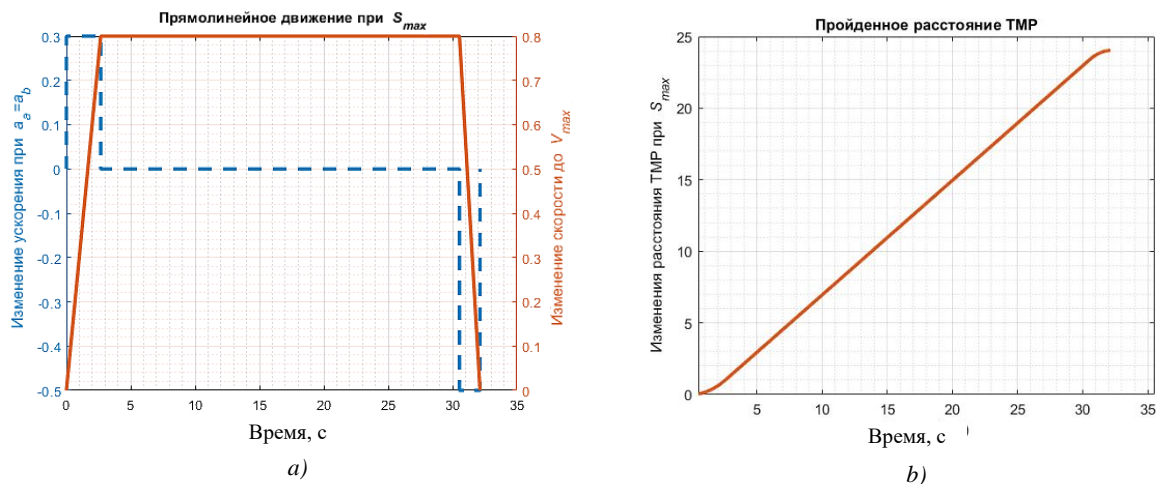 Прямолинейное движение при S_max
Изменение ускорения при a_a=a_b
0.3
0.2
0.1
0
-0.1
-0.2
-0.3
-0.4
-0.5
0 5 10 15 20 25 30 35
0.8
0.7
0.6
0.5
0.4
0.3
0.2
0.1
0
Изменение скорости до V_max
Время, с
a)
Пройденное расстояние ТМР
Изменения расстояния ТМР при S_max
25
20
15
10
5
0
5 10 15 20 25 30 35
Время, с )
b)